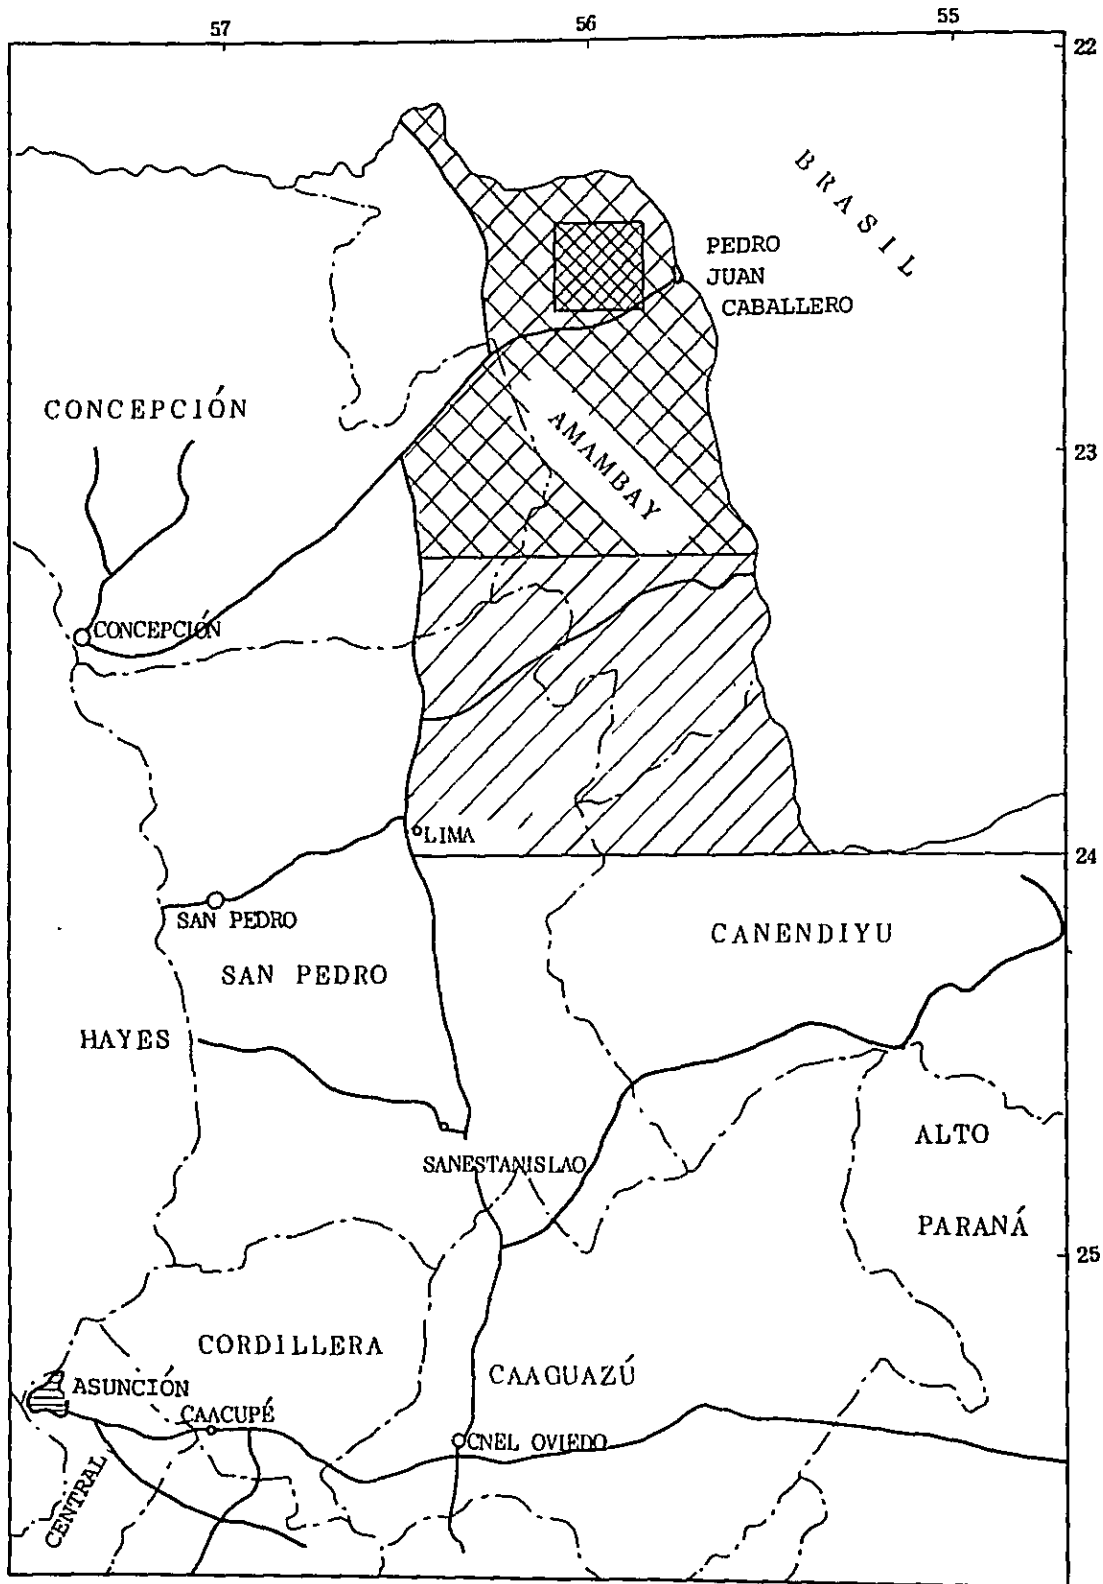 57
56
55
22
BRASIL
PEDRO
JUAN
CABALLERO
CONCEPCIÓN
AMAMBAY
23
CONCEPCIÓN
LIMA
24
SAN PEDRO
CANENDIYU
SAN PEDRO
HAYES
ALTO
SANESTANISLAO
PARANÁ
25
CORDILLERA
CAAGUAZÚ
ASUNCIÓN
CAACUPÉ
CNEL OVIEDO
CENTRAL